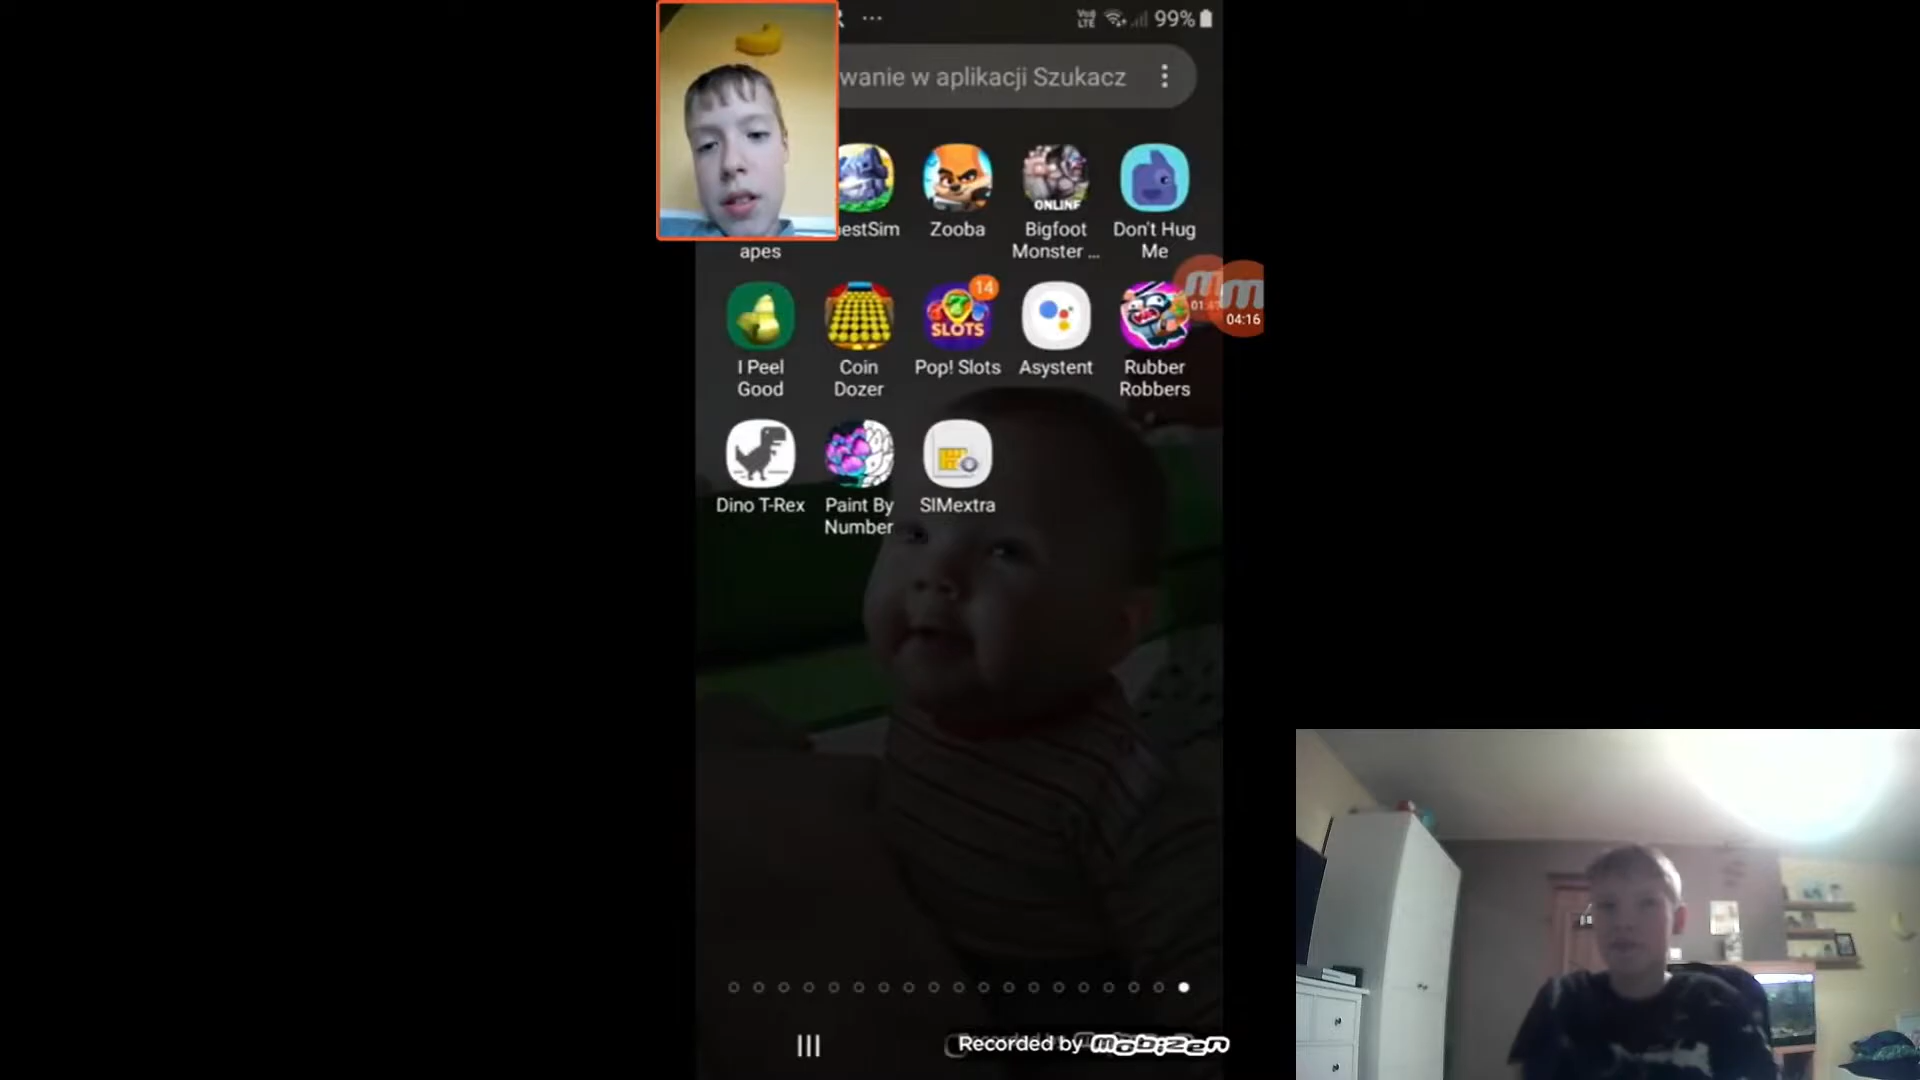 99%
wanie w aplikacji Szukacz
estSim
Zooba
Bigfoot
Monster ...
Don't Hug
Me
apes
ONLINE
14
SLOTS
04:16
I Peel
Good
Coin
Dozer
Pop! Slots
Asystent
Rubber
Robbers
Dino T-Rex
Paint By
Number
SIMextra
Recorded by mobizen